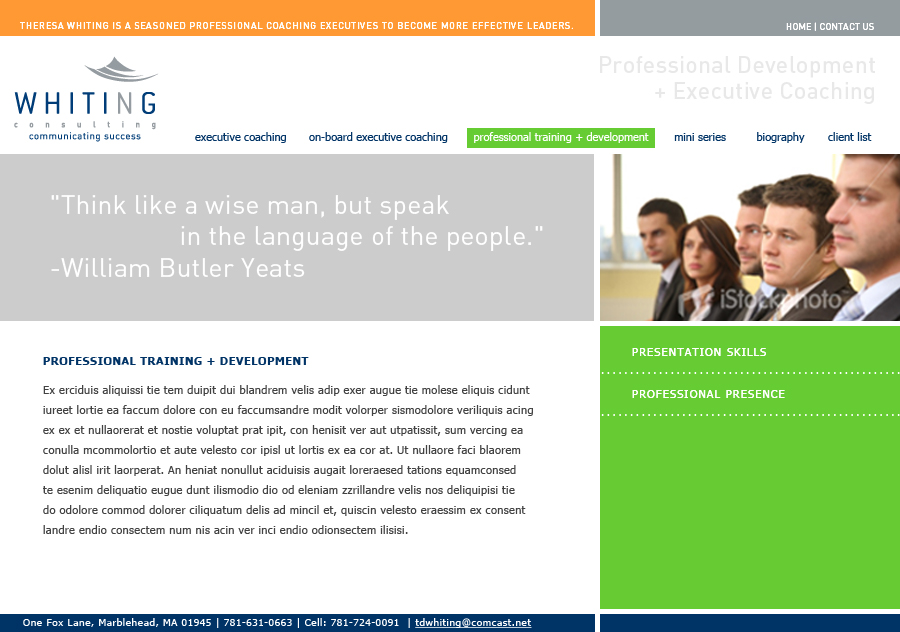 THERESA WHITING IS A SEASONED PROFESSIONAL COACHING EXECUTIVES TO BECOME MORE EFFECTIVE LEADERS.
HOME | CONTACT US
WHITING
consulting
communicating success
Professional Development
+ Executive Coaching
executive coaching on-board executive coaching professional training + development mini series biography client list
"Think like a wise man, but speak
in the language of the people."
-William Butler Yeats
iStockphoto
PROFESSIONAL TRAINING + DEVELOPMENT
Ex erciduis aliquissi tie tem duipit dui blandrem velis adip exer augue tie molese eliquis cidunt
iureet lortie ea faccum dolore con eu faccumsandre modit volorper sismodolore veriliquis acing
ex ex et nullaorerat et nostie voluptat prat ipit, con henisit ver aut utpatissit, sum vercing ea
conulla mcommolortio et aute velesto cor ipisl ut lortis ex ea cor at. Ut nullaore faci blaorem
dolut alisl irit laorperat. An heniat nonullut aciduisis augait loreraesed tations equamconsed
te esenim deliquatio eugue dunt ilismodio dio od eleniam zzrillandre velis nos deliquipisi tie
do odolore commod dolorer ciliquatum delis ad mincil et, quiscin velesto eraessim ex consent
landre endio consectem num nis acin ver inci endio odionsectem ilisisi.
PRESENTATION SKILLS
PROFESSIONAL PRESENCE
One Fox Lane, Marblehead, MA 01945 | 781-631-0663 | Cell: 781-724-0091 | tdwhiting@comcast.net